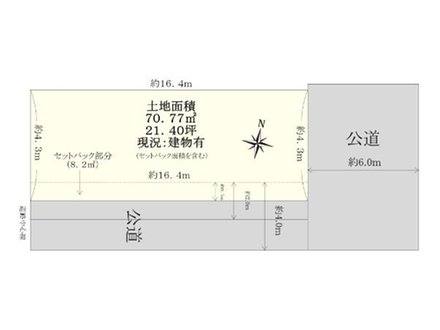 約16.4m
土地面積
70.77㎡
21.40坪
現況:建物有
(セットバック面積を含む)
N
約4.3m
約4.3m
セットバック部分
(8.2㎡)
約16.4m
公道
約6.0m
公道
約4.0m